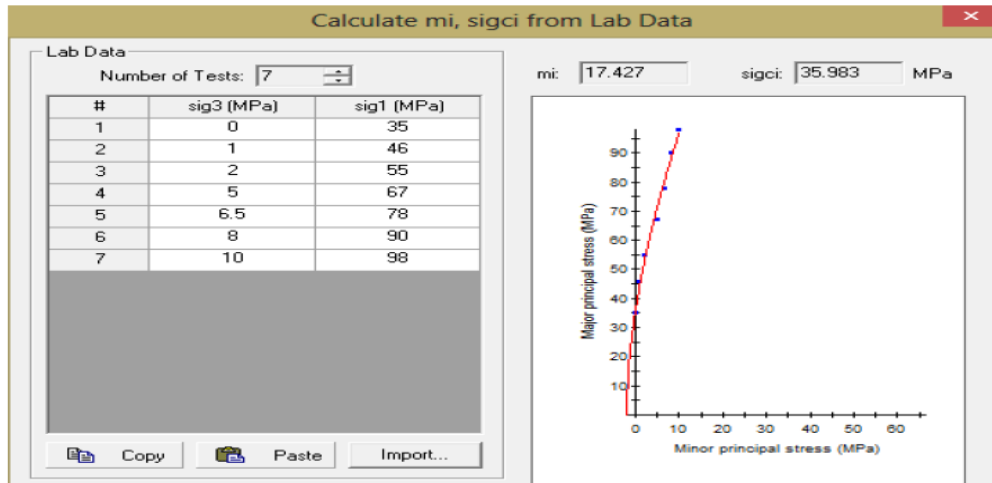 Calculate mi, sigci from Lab Data
Lab Data
Number of Tests: 7
# sig3 (MPa) sig1 (MPa)
1 0 35
2 1 46
3 2 55
4 5 67
5 6.5 78
6 8 90
7 10 98
Copy Paste Import...
mi: 17.427 sigci: 35.983 MPa
Major principal stress (MPa)
90
80
70
60
50
40
30
20
10
0 10 20 30 40 50 60
Minor principal stress (MPa)